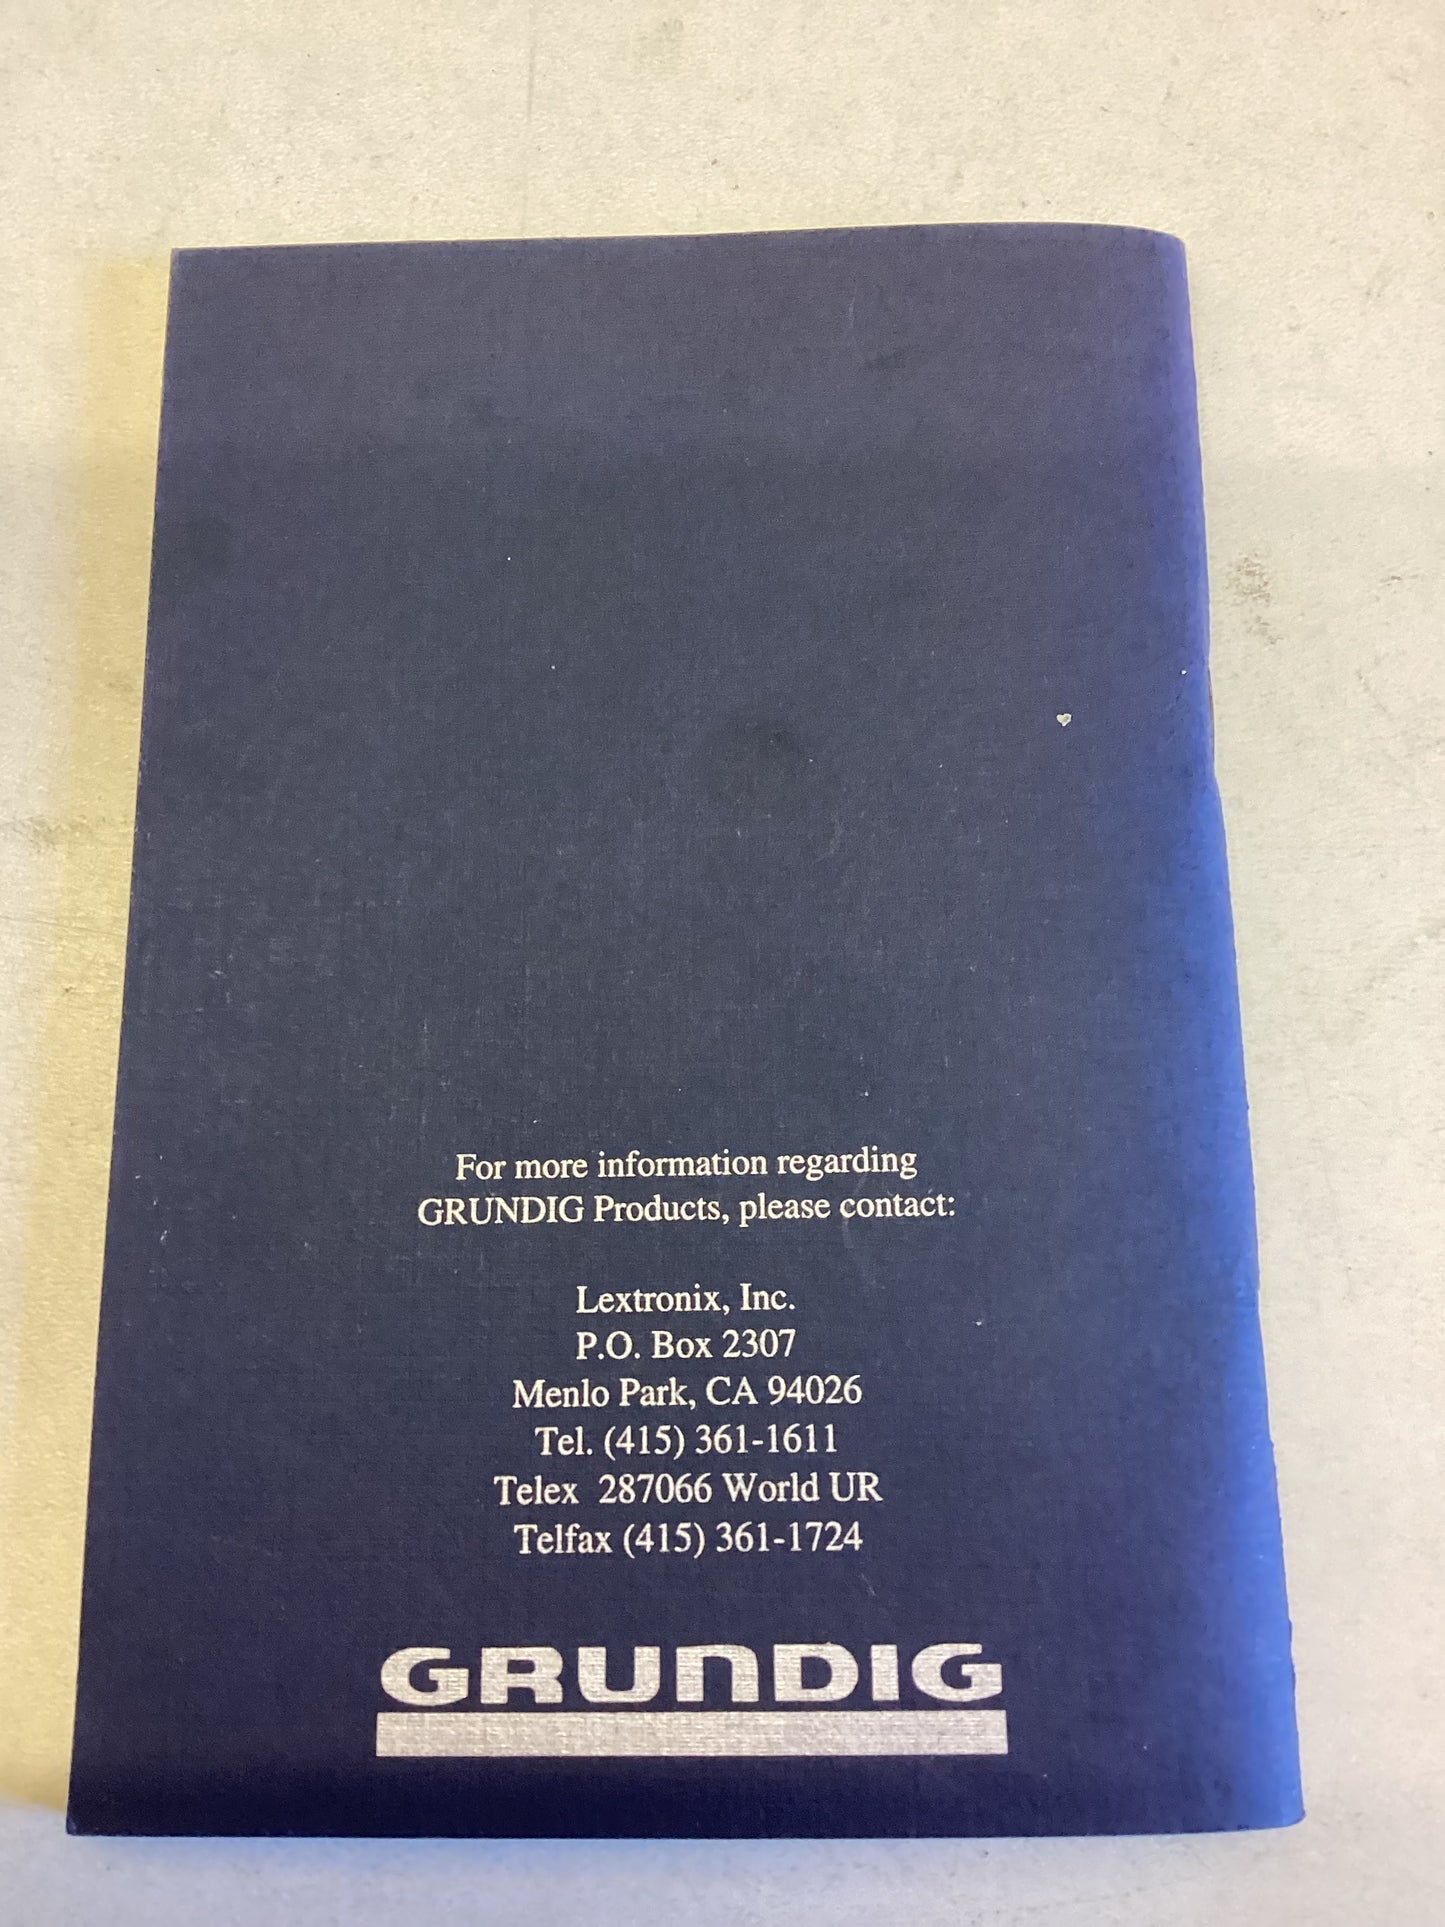 For more information regarding
GRUNDIG Products, please contact:
Lextronix, Inc.
P.O. Box 2307
Menlo Park, CA 94026
Tel. (415) 361-1611
Telex 287066 World UR
Telfax (415) 361-1724
GRUNDIG